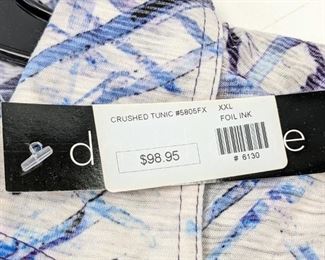 CRUSHED TUNIC #5805FX XXL
FOIL INK
$98.95
# 6130
d e